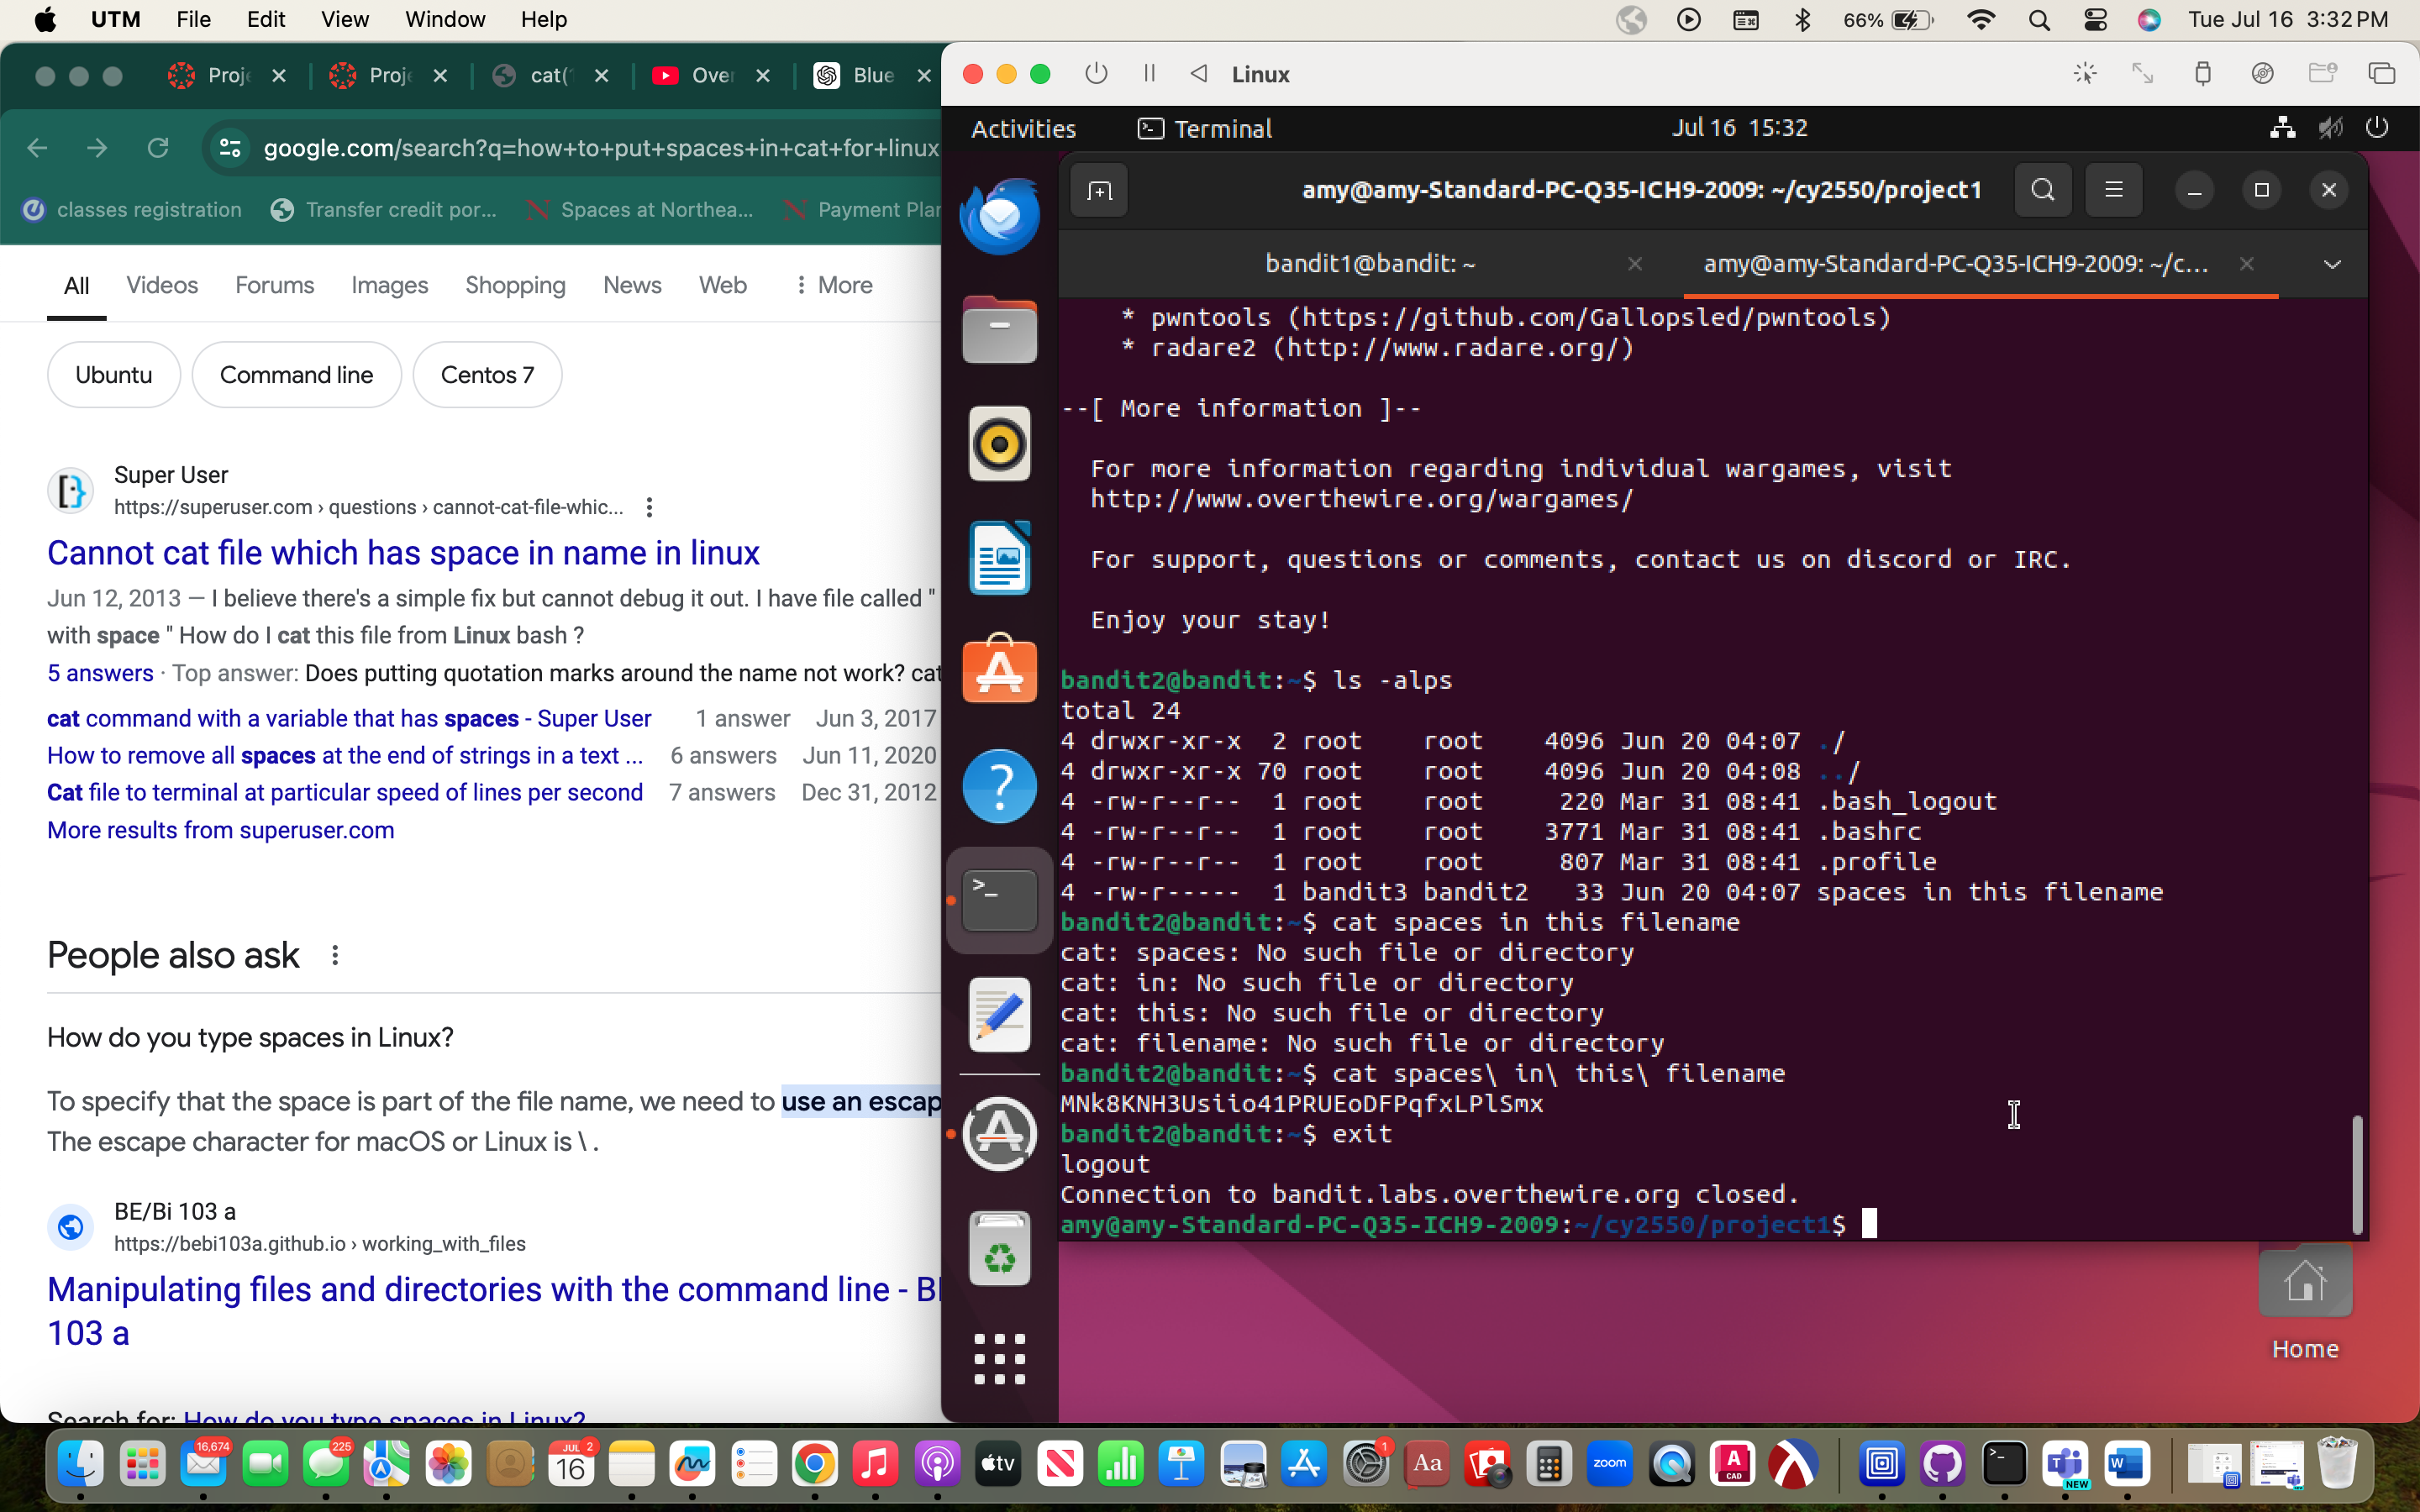 UTM File Edit View Window Help 66% Tue Jul 16 3:32 PM
Proje Proje cat(1 Over Blue
google.com/search?q=how+to+put+spaces+in+cat+for+linux
classes registration Transfer credit por... Spaces at Northea... Payment Plan
All Videos Forums Images Shopping News Web More
Ubuntu Command line Centos 7
Super User
https://superuser.com › questions › cannot-cat-file-whic...
Cannot cat file which has space in name in linux
Jun 12, 2013 — I believe there's a simple fix but cannot debug it out. I have file called "
with space " How do I cat this file from Linux bash ?
5 answers · Top answer: Does putting quotation marks around the name not work? cat
cat command with a variable that has spaces - Super User 1 answer Jun 3, 2017
How to remove all spaces at the end of strings in a text ... 6 answers Jun 11, 2020
Cat file to terminal at particular speed of lines per second 7 answers Dec 31, 2012
More results from superuser.com
People also ask
How do you type spaces in Linux?
To specify that the space is part of the file name, we need to use an escap
The escape character for macOS or Linux is \ .
BE/Bi 103 a
https://bebi103a.github.io › working_with_files
Manipulating files and directories with the command line - BE
103 a
Search for: How do you type spaces in Linux?
Linux
Activities Terminal Jul 16 15:32
amy@amy-Standard-PC-Q35-ICH9-2009: ~/cy2550/project1
bandit1@bandit: ~ amy@amy-Standard-PC-Q35-ICH9-2009: ~/c...
* pwntools (https://github.com/Gallopsled/pwntools)
* radare2 (http://www.radare.org/)
--[ More information ]--
For more information regarding individual wargames, visit
http://www.overthewire.org/wargames/
For support, questions or comments, contact us on discord or IRC.
Enjoy your stay!
bandit2@bandit:~$ ls -alps
total 24
4 drwxr-xr-x 2 root root 4096 Jun 20 04:07 ./
4 drwxr-xr-x 70 root root 4096 Jun 20 04:08 ../
4 -rw-r--r-- 1 root root 220 Mar 31 08:41 .bash_logout
4 -rw-r--r-- 1 root root 3771 Mar 31 08:41 .bashrc
4 -rw-r--r-- 1 root root 807 Mar 31 08:41 .profile
4 -rw-r----- 1 bandit3 bandit2 33 Jun 20 04:07 spaces in this filename
bandit2@bandit:~$ cat spaces in this filename
cat: spaces: No such file or directory
cat: in: No such file or directory
cat: this: No such file or directory
cat: filename: No such file or directory
bandit2@bandit:~$ cat spaces\ in\ this\ filename
MNk8KNH3Usiio41PRUEoDFPqfxLPlSmx
bandit2@bandit:~$ exit
logout
Connection to bandit.labs.overthewire.org closed.
amy@amy-Standard-PC-Q35-ICH9-2009:~/cy2550/project1$
Home
16,674 225 JUL 2 16 tv 1 Aa zoom A CAD NEW W